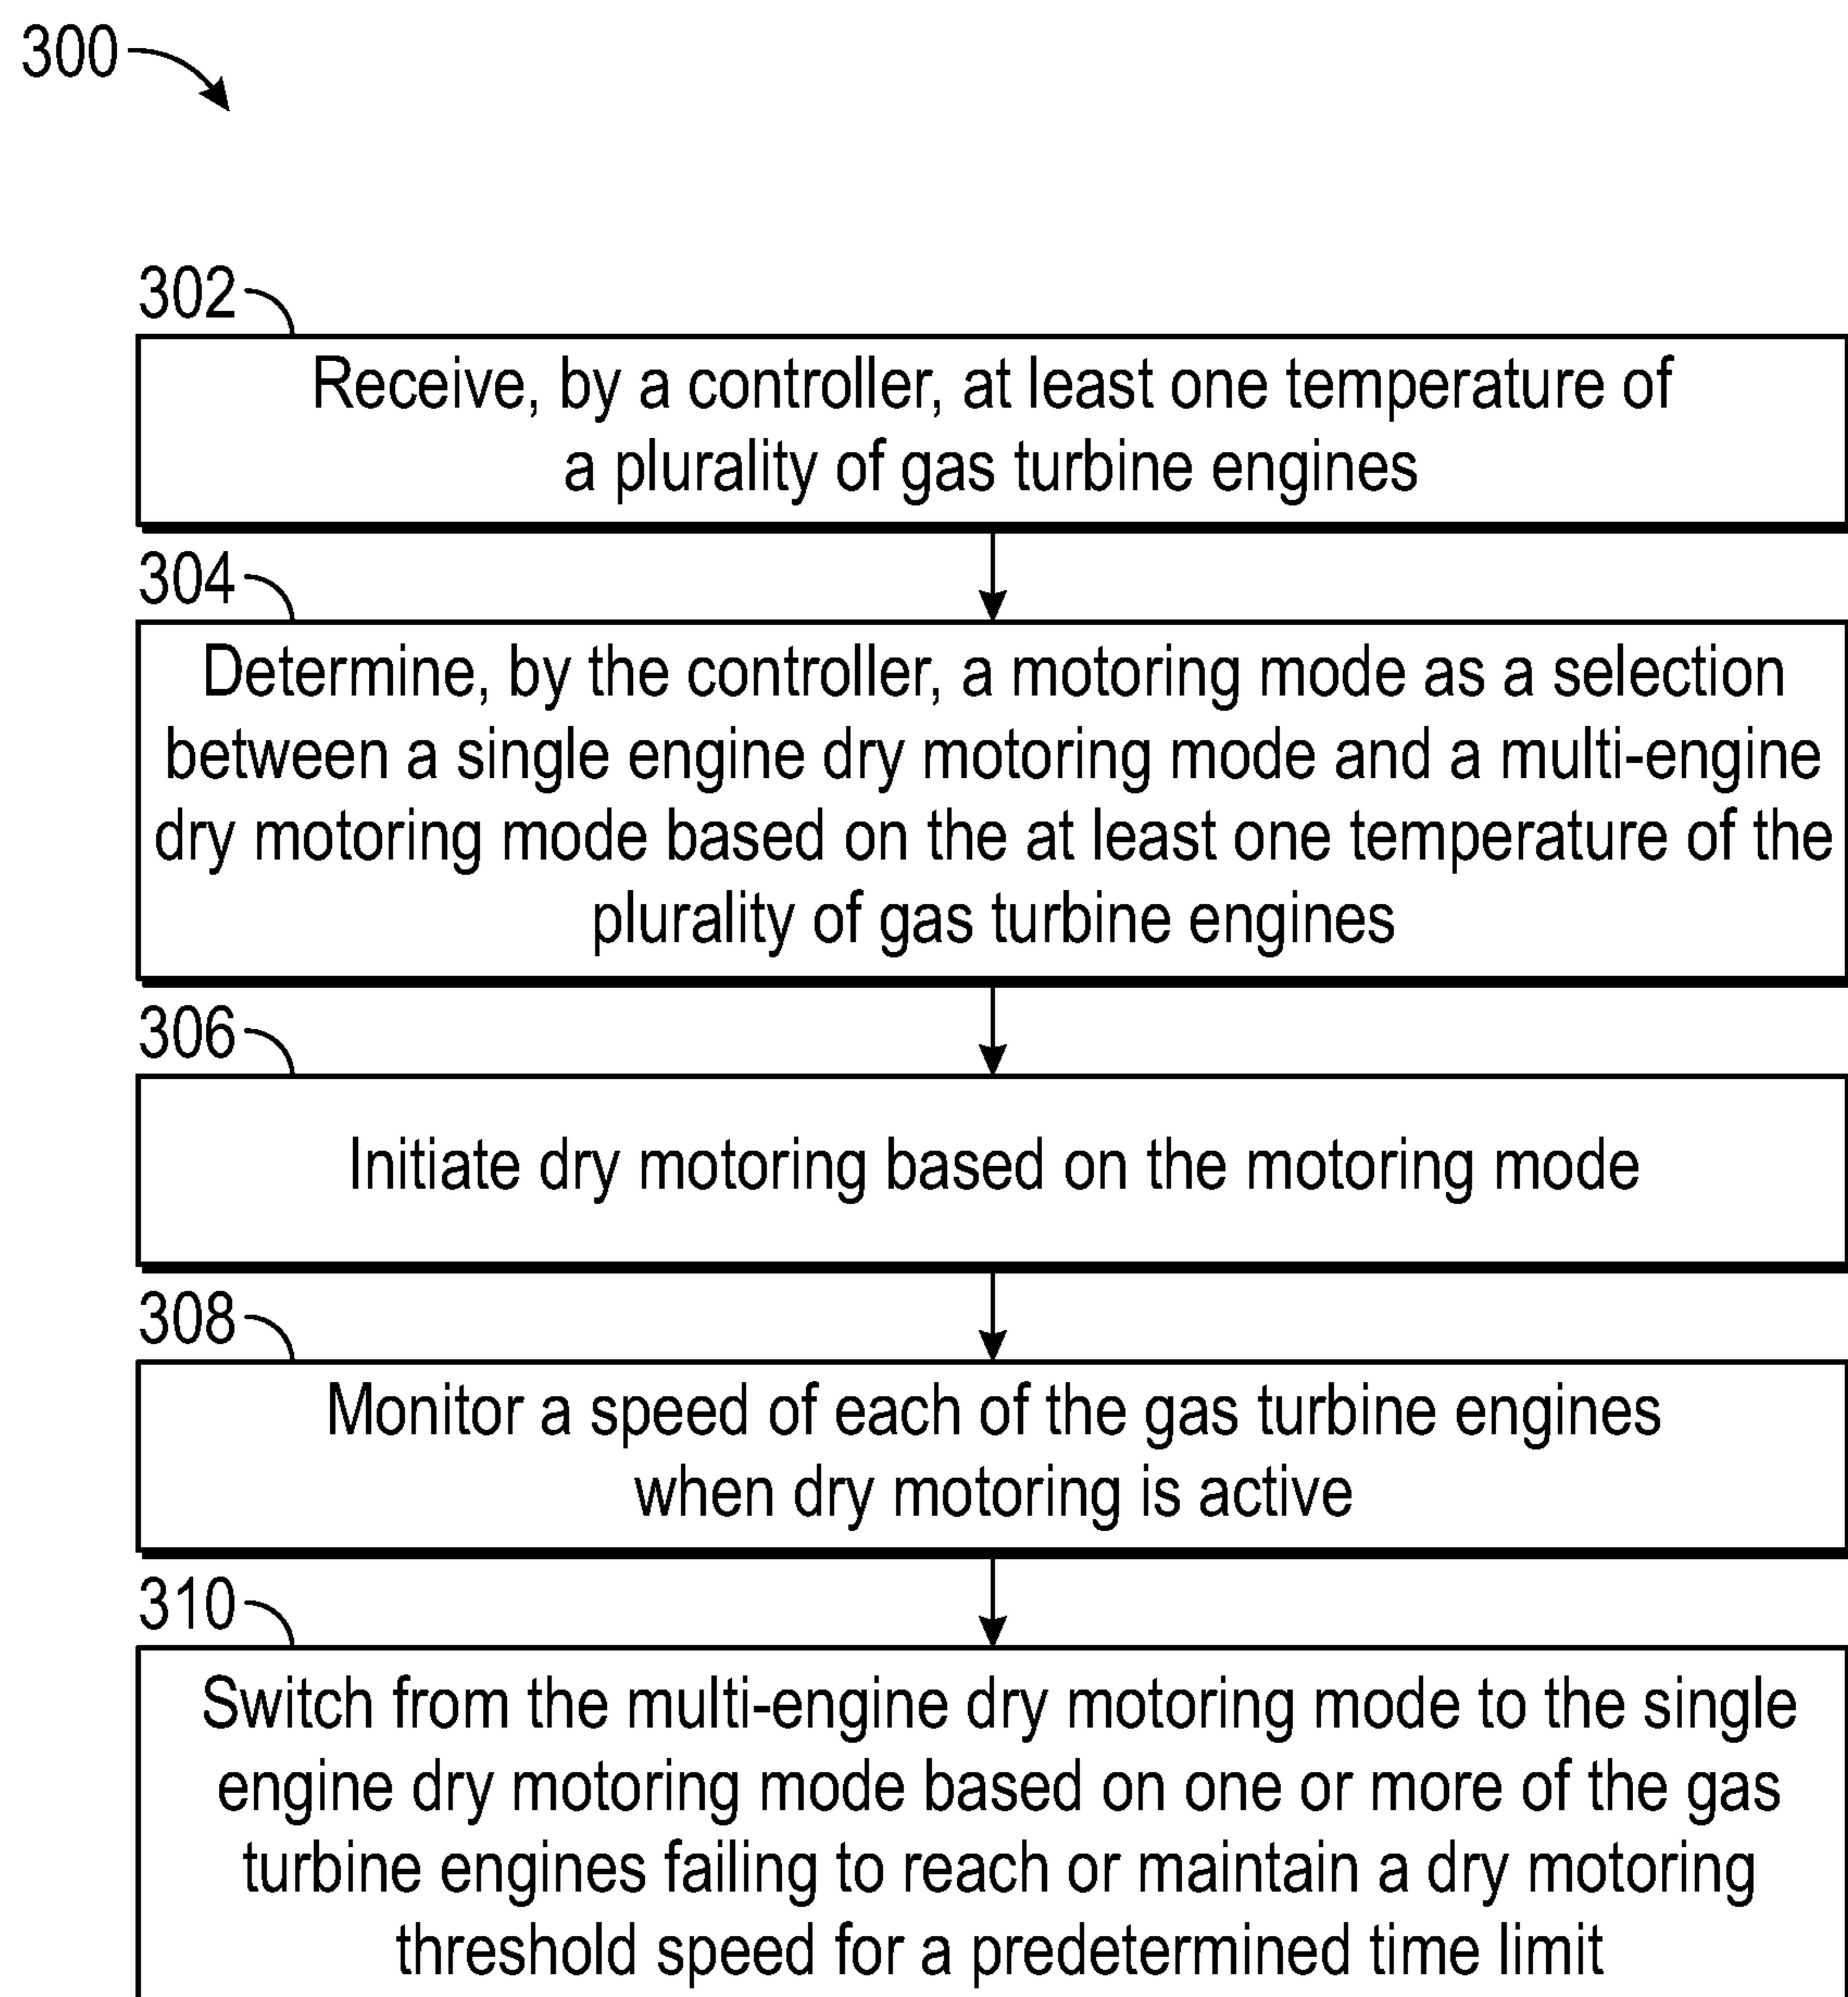 300
302
Receive, by a controller, at least one temperature of
a plurality of gas turbine engines
304
Determine, by the controller, a motoring mode as a selection
between a single engine dry motoring mode and a multi-engine
dry motoring mode based on the at least one temperature of the
plurality of gas turbine engines
306
Initiate dry motoring based on the motoring mode
308
Monitor a speed of each of the gas turbine engines
when dry motoring is active
310
Switch from the multi-engine dry motoring mode to the single
engine dry motoring mode based on one or more of the gas
turbine engines failing to reach or maintain a dry motoring
threshold speed for a predetermined time limit